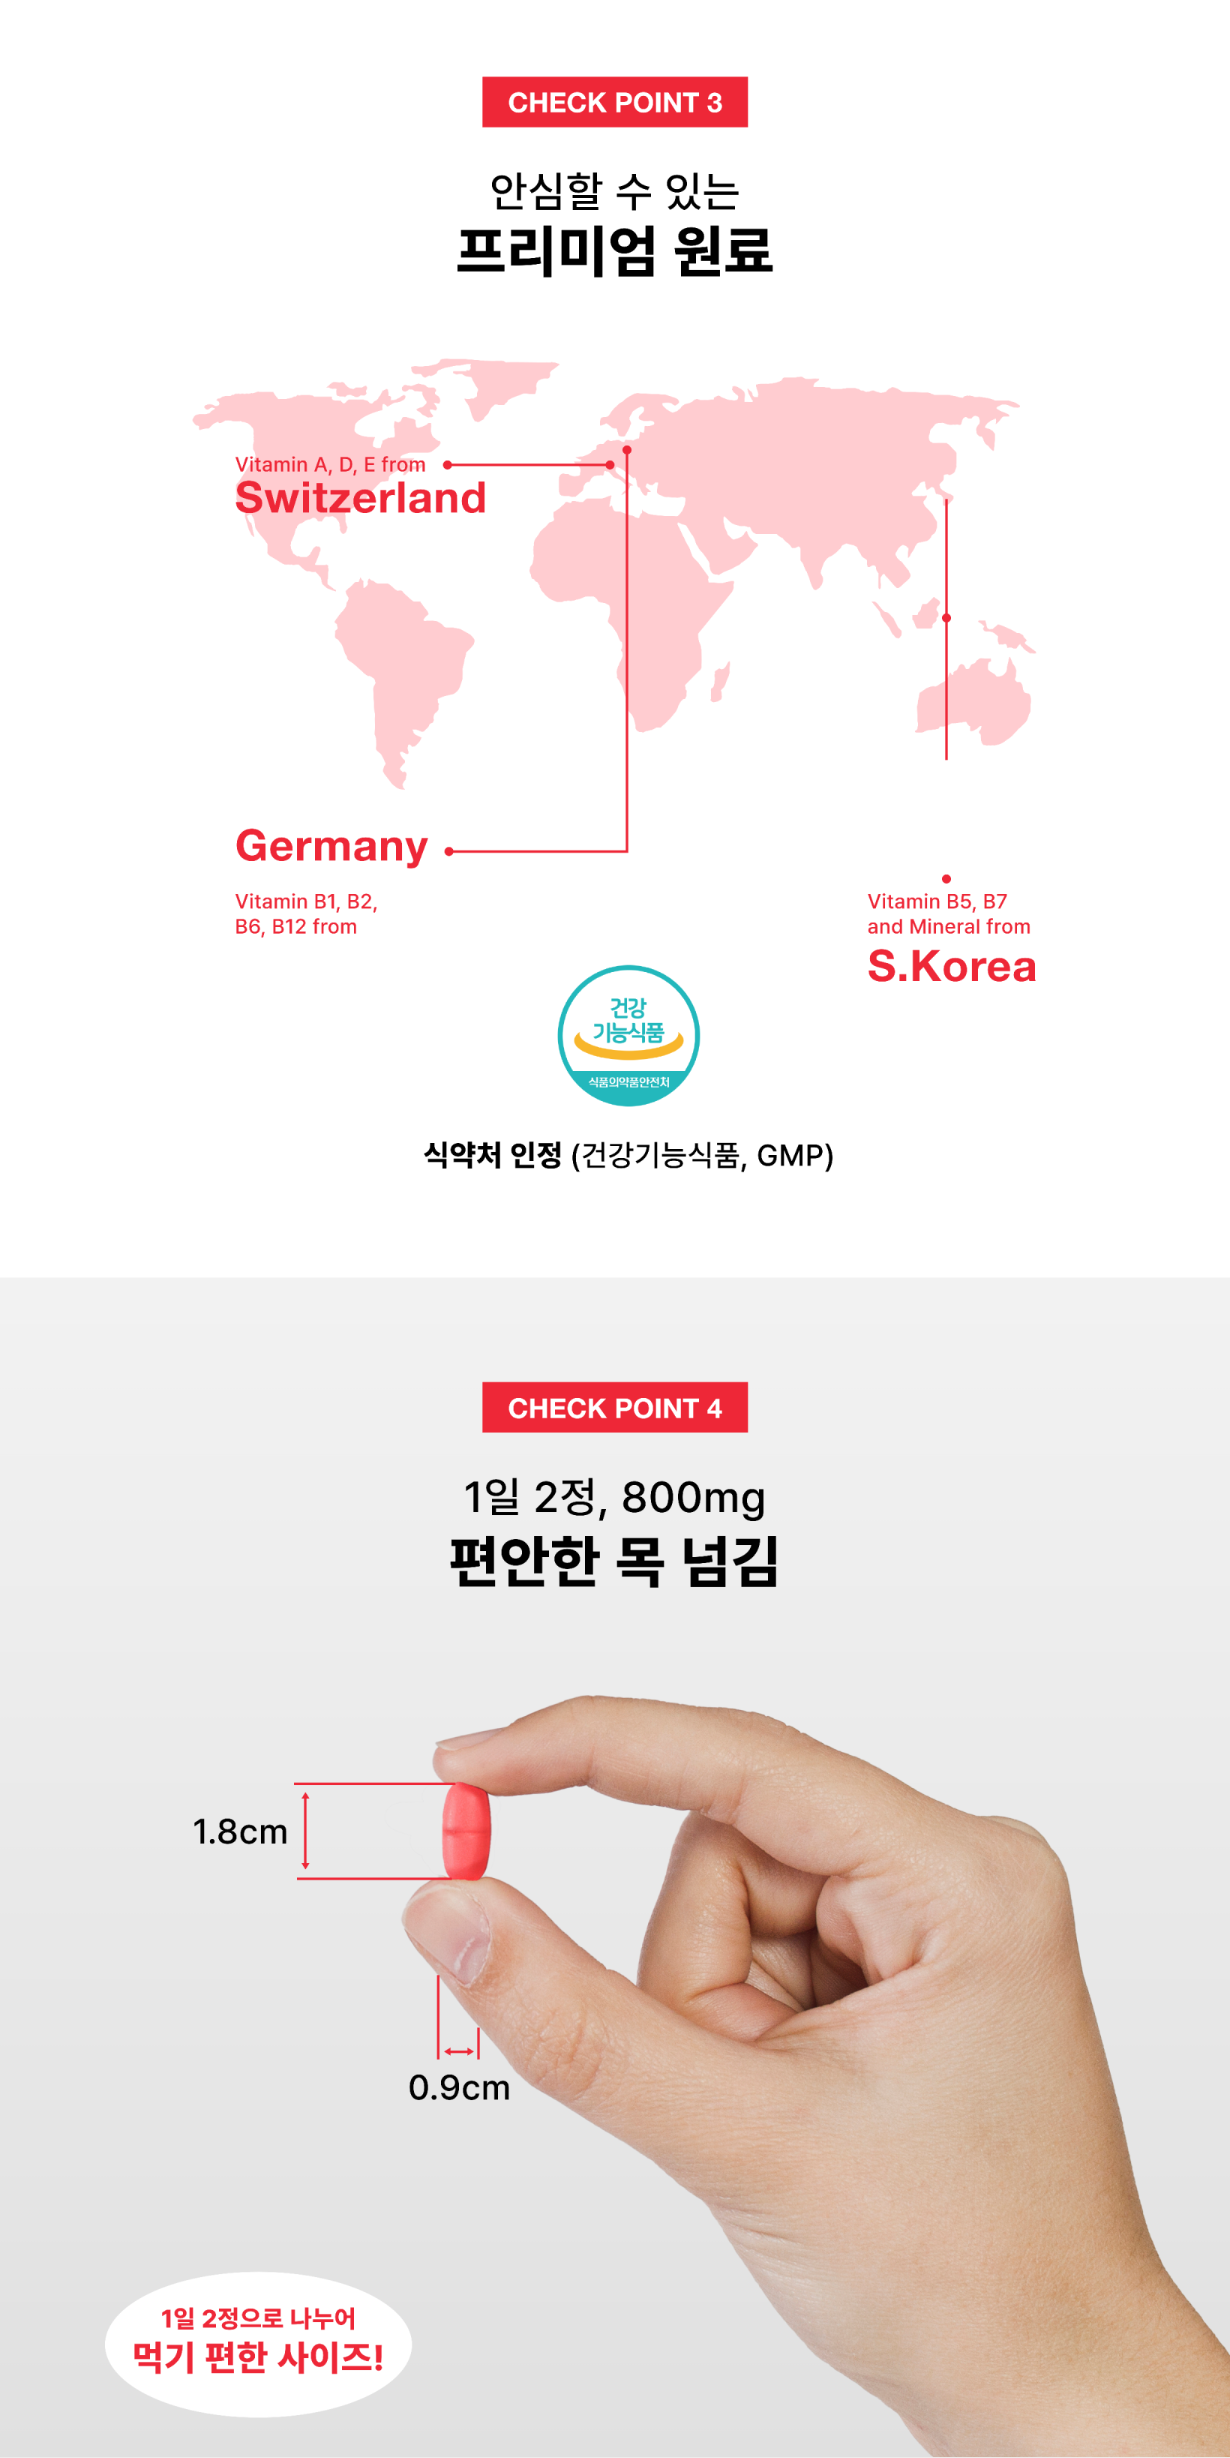 CHECK POINT 3
안심할 수 있는
프리미엄 원료
Vitamin A, D, E from
Switzerland
Germany
Vitamin B1, B2,
B6, B12 from
Vitamin B5, B7
and Mineral from
S.Korea
건강
기능식품
식품의약품안전처
식약처 인정 (건강기능식품, GMP)
CHECK POINT 4
1일 2정, 800mg
편안한 목 넘김
1.8cm
0.9cm
1일 2정으로 나누어
먹기 편한 사이즈!